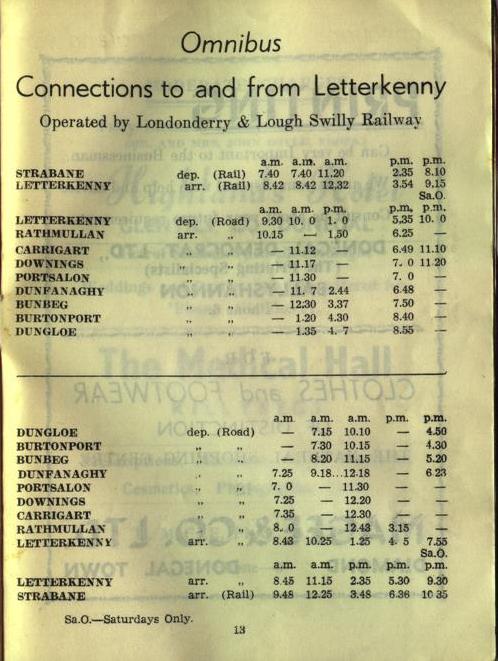 Omnibus
Connections to and from Letterkenny
Operated by Londonderry & Lough Swilly Railway
a.m. a.m. a.m. p.m. p.m.
STRABANE dep. (Rail) 7.40 7.40 11.20 2.35 8.10
LETTERKENNY arr. (Rail) 8.42 8.42 12.32 3.54 9.15
Sa.O.
a.m. a.m. p.m. p.m. p.m.
LETTERKENNY dep. (Road) 9.30 10. 0 1. 0 5.35 10. 0
RATHMULLAN arr. ,, 10.15 — 1.50 6.25 —
CARRIGART ,, ,, — 11.12 6.49 11.10
DOWNINGS ,, ,, — 11.17 — 7. 0 11.20
PORTSALON ,, ,, — 11.30 — 7. 0 —
DUNFANAGHY ,, ,, — 11. 7 2.44 6.48 —
BUNBEG ,, ,, — 12.30 3.37 7.50 —
BURTONPORT ,, ,, — 1.20 4.30 8.40 —
DUNGLOE ,, ,, — 1.35 4. 7 8.55 —
a.m. a.m. a.m. p.m. p.m.
DUNGLOE dep. (Road) — 7.15 10.10 — 4.50
BURTONPORT ,, ,, — 7.30 10.15 — 4.30
BUNBEG ,, ,, — 8.20 11.15 — 5.20
DUNFANAGHY ,, ,, 7.25 9.18...12.18 — 6 23
PORTSALON ,, ,, 7. 0 — 11.30 — —
DOWNINGS ,, ,, 7.25 — 12.20 — —
CARRIGART ,, ,, 7.35 — 12.30 — —
RATHMULLAN ,, ,, 8. 0 — 12.43 3.15 —
LETTERKENNY arr. ,, 8.43 10.25 1.25 4. 5 7.55
Sa.O.
a.m. a.m. p.m. p.m. p.m.
LETTERKENNY arr. ,, 8.45 11.15 2.35 5.30 9.30
STRABANE arr. (Rail) 9.48 12.25 3.48 6.36 10 35
Sa.O.—Saturdays Only.
13